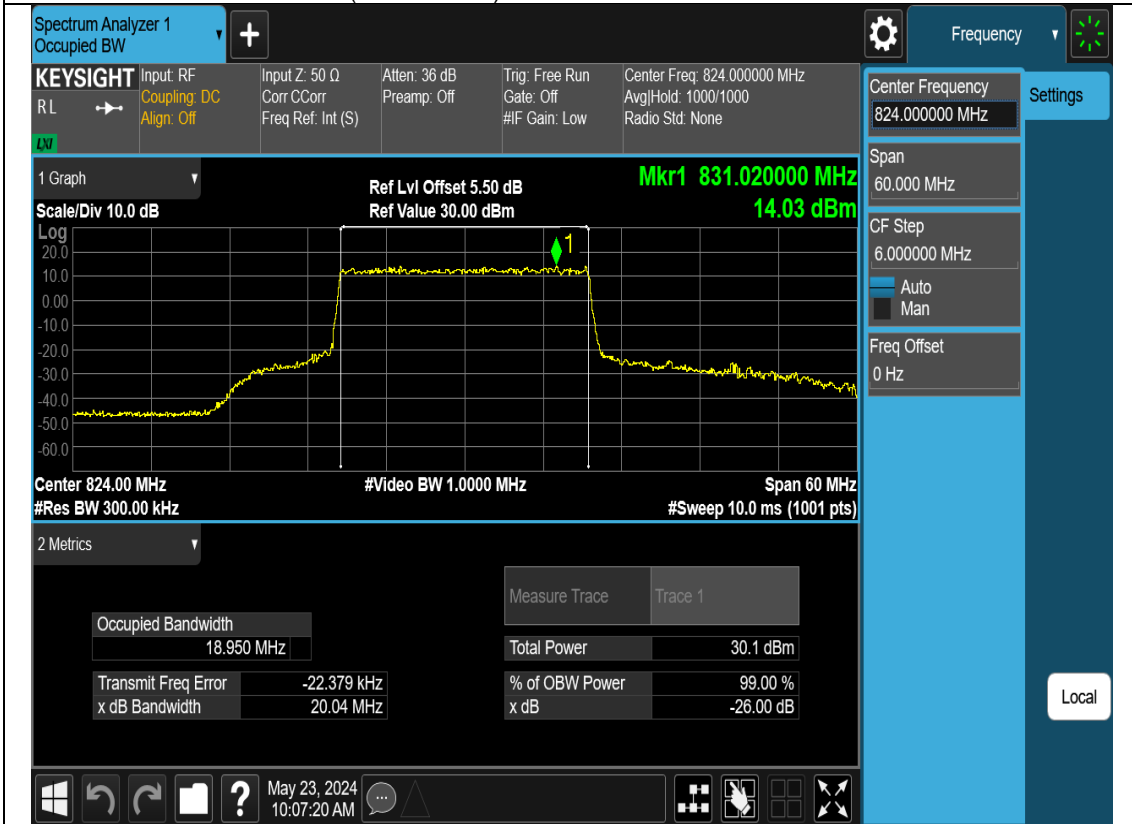 Spectrum Analyzer 1
Occupied BW
+
Frequency
KEYSIGHT
RL
LXI
Input: RF
Coupling: DC
Align: Off
Input Z: 50 Ω
Corr CCorr
Freq Ref: Int (S)
Atten: 36 dB
Preamp: Off
Trig: Free Run
Gate: Off
#IF Gain: Low
Center Freq: 824.000000 MHz
Avg|Hold: 1000/1000
Radio Std: None
Center Frequency
824.000000 MHz
Settings
Span
60.000 MHz
CF Step
6.000000 MHz
Auto
Man
Freq Offset
0 Hz
Local
1 Graph
Scale/Div 10.0 dB
Ref Lvl Offset 5.50 dB
Ref Value 30.00 dBm
Mkr1 831.020000 MHz
14.03 dBm
Log
20.0
10.0
0.00
-10.0
-20.0
-30.0
-40.0
-50.0
-60.0
1
Center 824.00 MHz
#Video BW 1.0000 MHz
Span 60 MHz
#Res BW 300.00 kHz
#Sweep 10.0 ms (1001 pts)
2 Metrics
Measure Trace Trace 1
Occupied Bandwidth
18.950 MHz
Total Power 30.1 dBm
Transmit Freq Error -22.379 kHz
% of OBW Power 99.00 %
x dB Bandwidth 20.04 MHz
x dB -26.00 dB
?
May 23, 2024
10:07:20 AM